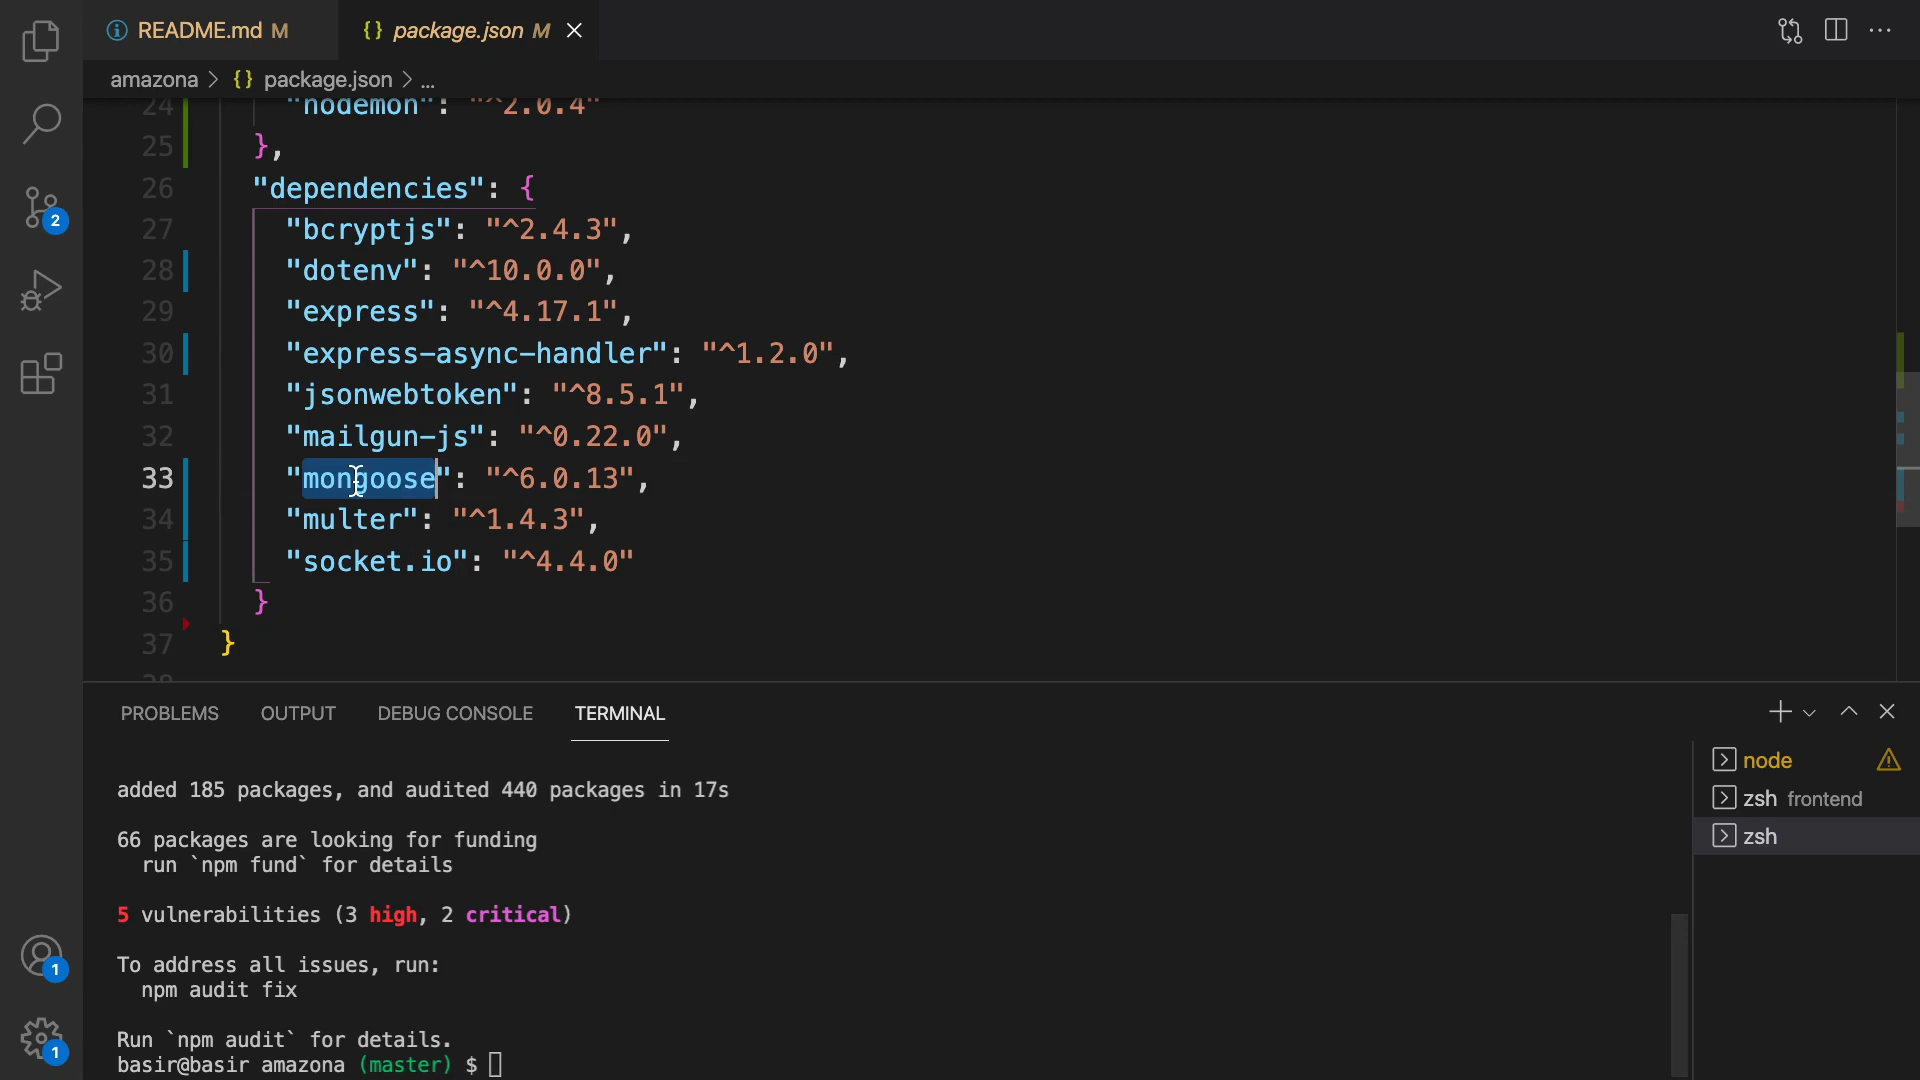 README.md M
{} package.json M
amazona > {} package.json > ...
24 "nodemon": "^2.0.4"
25 },
26 "dependencies": {
27 "bcryptjs": "^2.4.3",
28 "dotenv": "^10.0.0",
29 "express": "^4.17.1",
30 "express-async-handler": "^1.2.0",
31 "jsonwebtoken": "^8.5.1",
32 "mailgun-js": "^0.22.0",
33 "mongoose": "^6.0.13",
34 "multer": "^1.4.3",
35 "socket.io": "^4.4.0"
36 }
37 }
2
1
1
PROBLEMS OUTPUT DEBUG CONSOLE TERMINAL
added 185 packages, and audited 440 packages in 17s
66 packages are looking for funding
run `npm fund` for details
5 vulnerabilities (3 high, 2 critical)
To address all issues, run:
npm audit fix
Run `npm audit` for details.
basir@basir amazona (master) $
node
zsh frontend
zsh